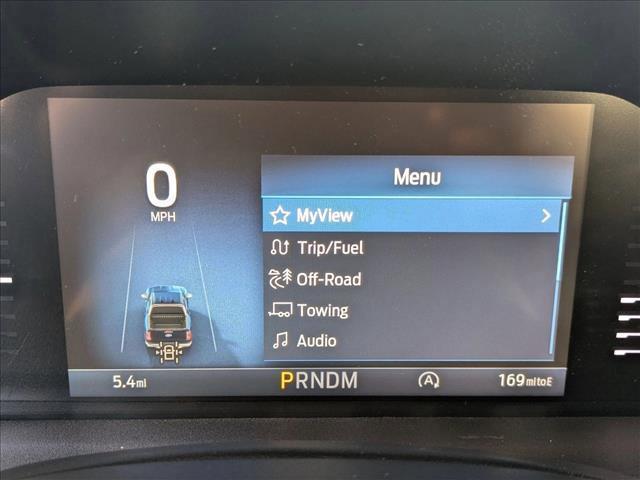 0
MPH
Menu
MyView
Trip/Fuel
Off-Road
Towing
Audio
5.4mi
PRNDM
A
169mitoE